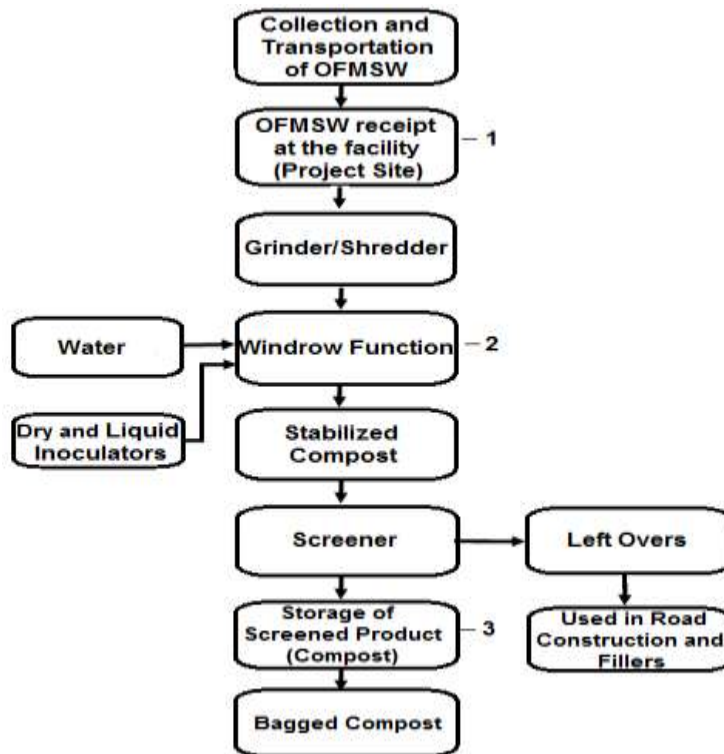 Collection and
Transportation
of OFMSW
OFMSW receipt
at the facility
(Project Site)
1
Grinder/Shredder
Water
Windrow Function
2
Dry and Liquid
Inoculators
Stabilized
Compost
Screener
Left Overs
Storage of
Screened Product
(Compost)
3
Used in Road
Construction and
Fillers
Bagged Compost